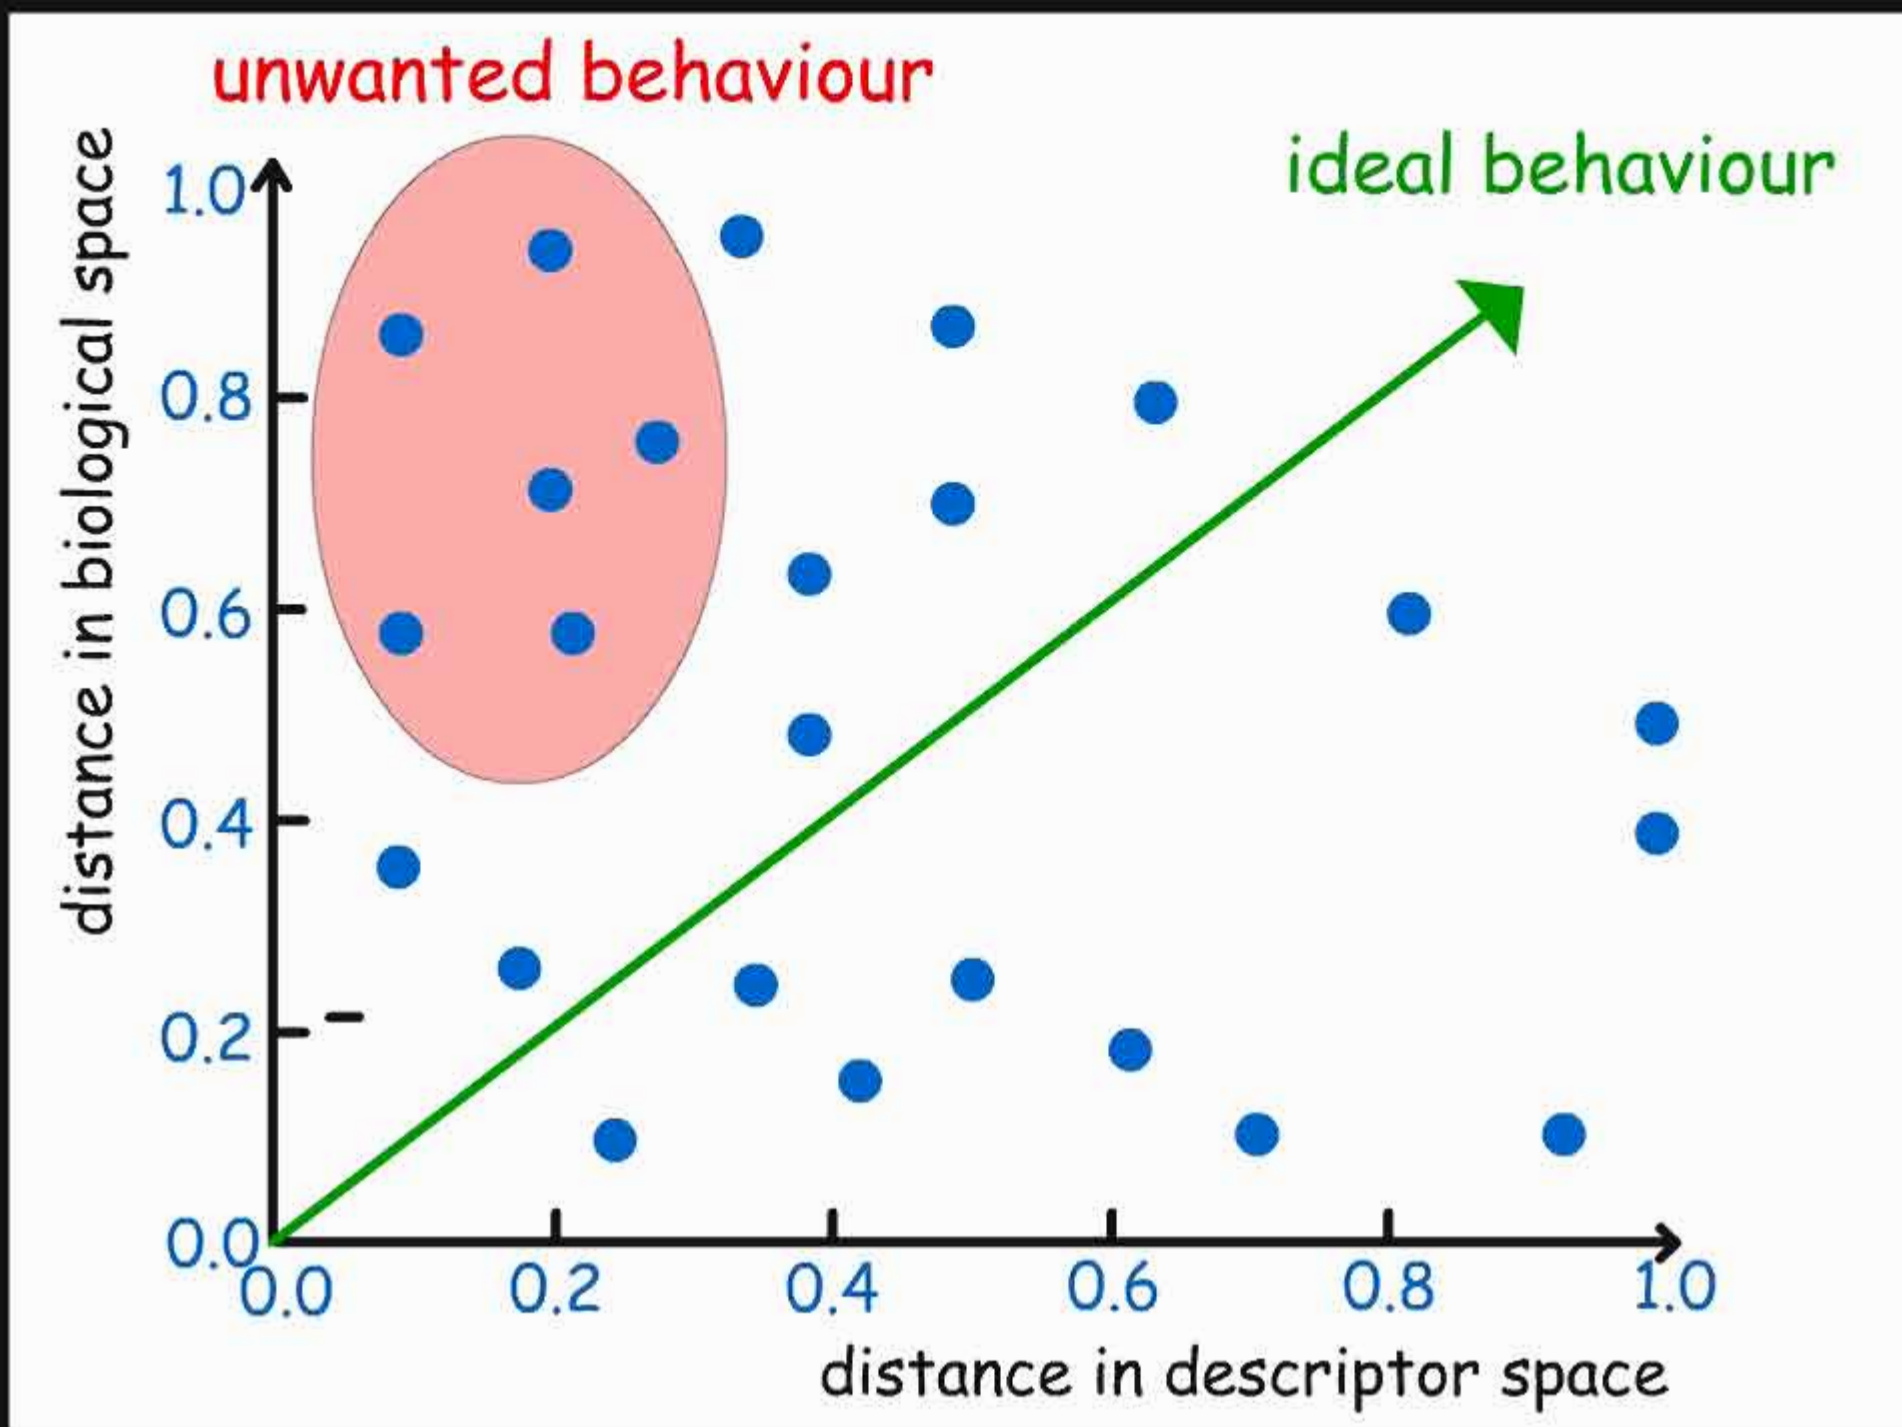 unwanted behaviour
ideal behaviour
distance in biological space
1.0
0.8
0.6
0.4
0.2
0.0
0.0 0.2 0.4 0.6 0.8 1.0
distance in descriptor space